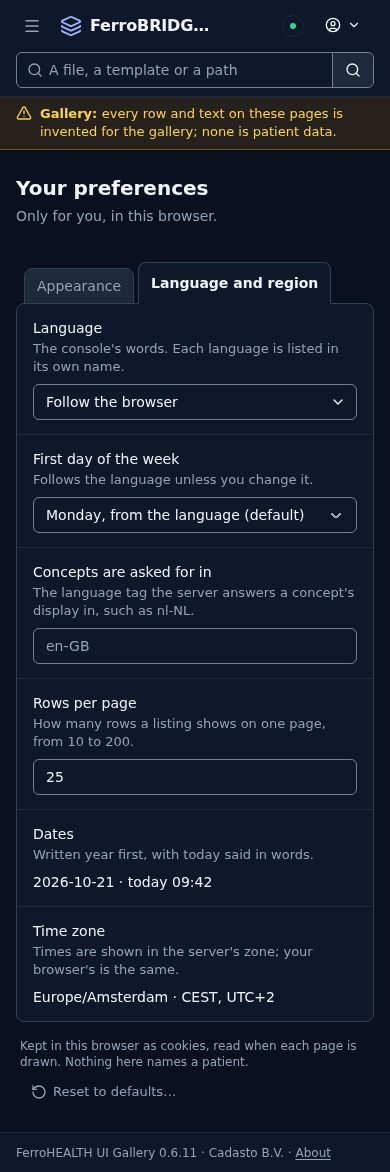 FerroBRIDG...
A file, a template or a path
Gallery: every row and text on these pages is
invented for the gallery; none is patient data.
Your preferences
Only for you, in this browser.
Appearance
Language and region
Language
The console's words. Each language is listed in
its own name.
Follow the browser
First day of the week
Follows the language unless you change it.
Monday, from the language (default)
Concepts are asked for in
The language tag the server answers a concept's
display in, such as nl-NL.
en-GB
Rows per page
How many rows a listing shows on one page,
from 10 to 200.
25
Dates
Written year first, with today said in words.
2026-10-21 · today 09:42
Time zone
Times are shown in the server's zone; your
browser's is the same.
Europe/Amsterdam · CEST, UTC+2
Kept in this browser as cookies, read when each page is
drawn. Nothing here names a patient.
Reset to defaults...
FerroHEALTH UI Gallery 0.6.11 · Cadasto B.V. · About